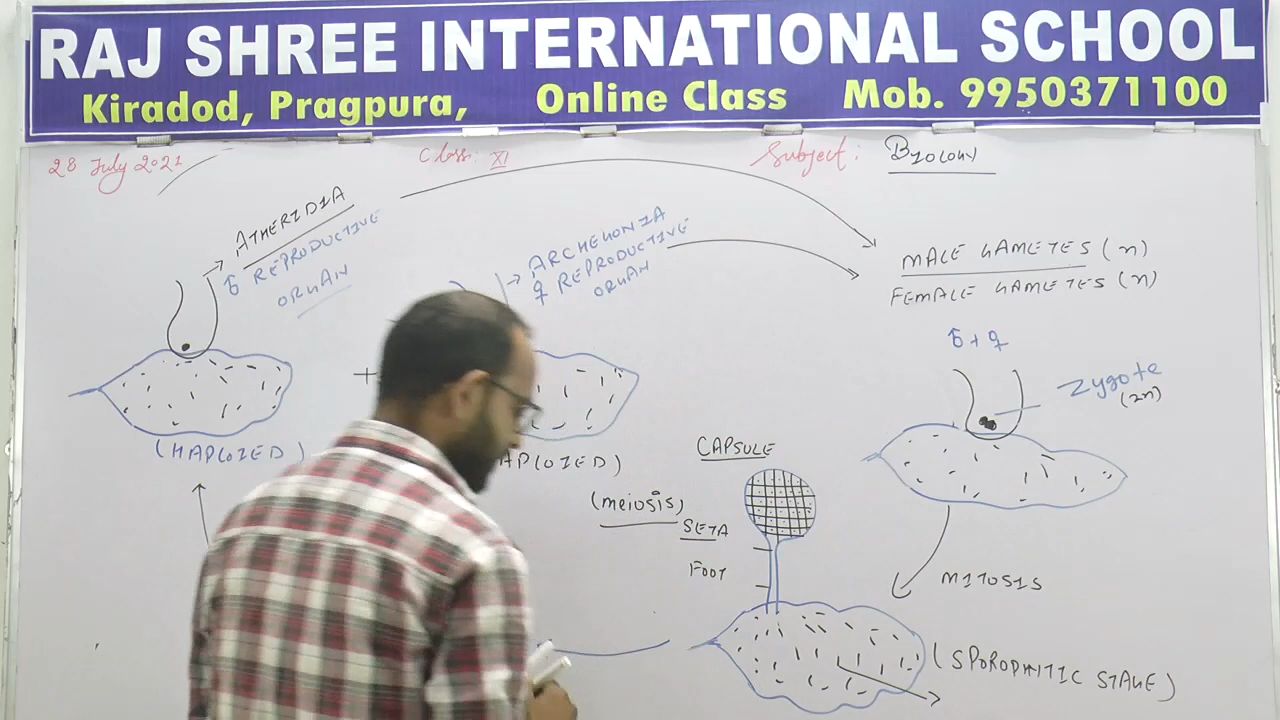 RAJ SHREE INTERNATIONAL SCHOOL
Kiradod, Pragpura, Online Class Mob. 9950371100
28 July 2021 Class: XI Subject: BIOLOGY
ATHERIDIA
♂ REPRODUCTIVE
ORGAN
ARCHEGONIA
♀ REPRODUCTIVE
ORGAN
MALE GAMETES (n)
FEMALE GAMETES (n)
♂ + ♀
Zygote
(2n)
+
(HAPLOIED)
APLOIED)
CAPSULE
(meiosis)
SETA
FOOT
MITOSIS
(SPOROPHITIC STAGE)